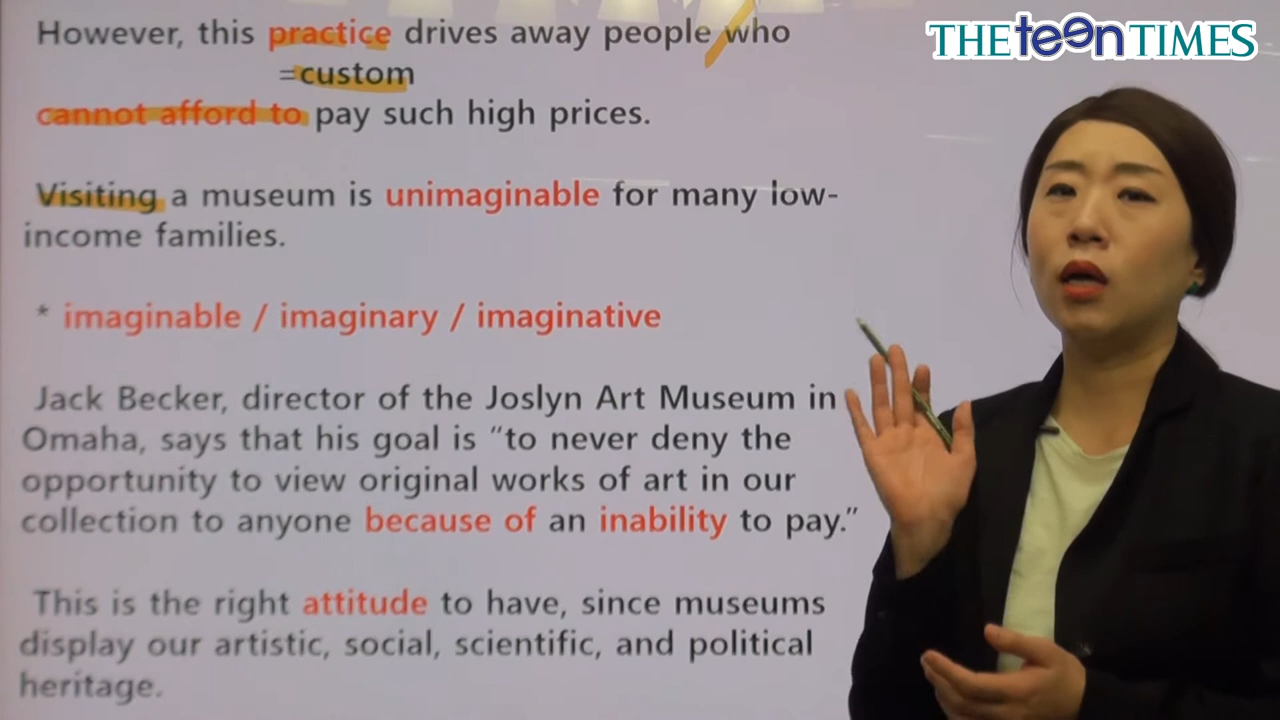 However, this practice drives away people who
=custom
cannot afford to pay such high prices.
Visiting a museum is unimaginable for many low-
income families.
* imaginable / imaginary / imaginative
Jack Becker, director of the Joslyn Art Museum in
Omaha, says that his goal is “to never deny the
opportunity to view original works of art in our
collection to anyone because of an inability to pay.”
This is the right attitude to have, since museums
display our artistic, social, scientific, and political
heritage.
THE teen TIMES